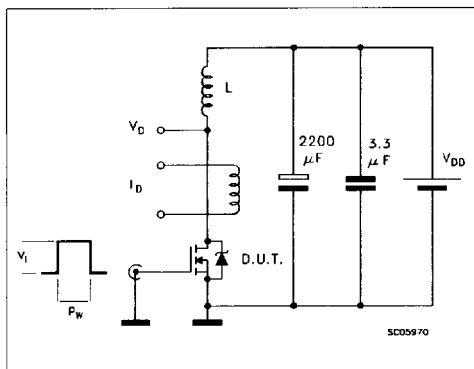 L
V_D
2200 μF
3.3 μF
V_DD
I_D
V_I
D.U.T.
P_W
SC05970